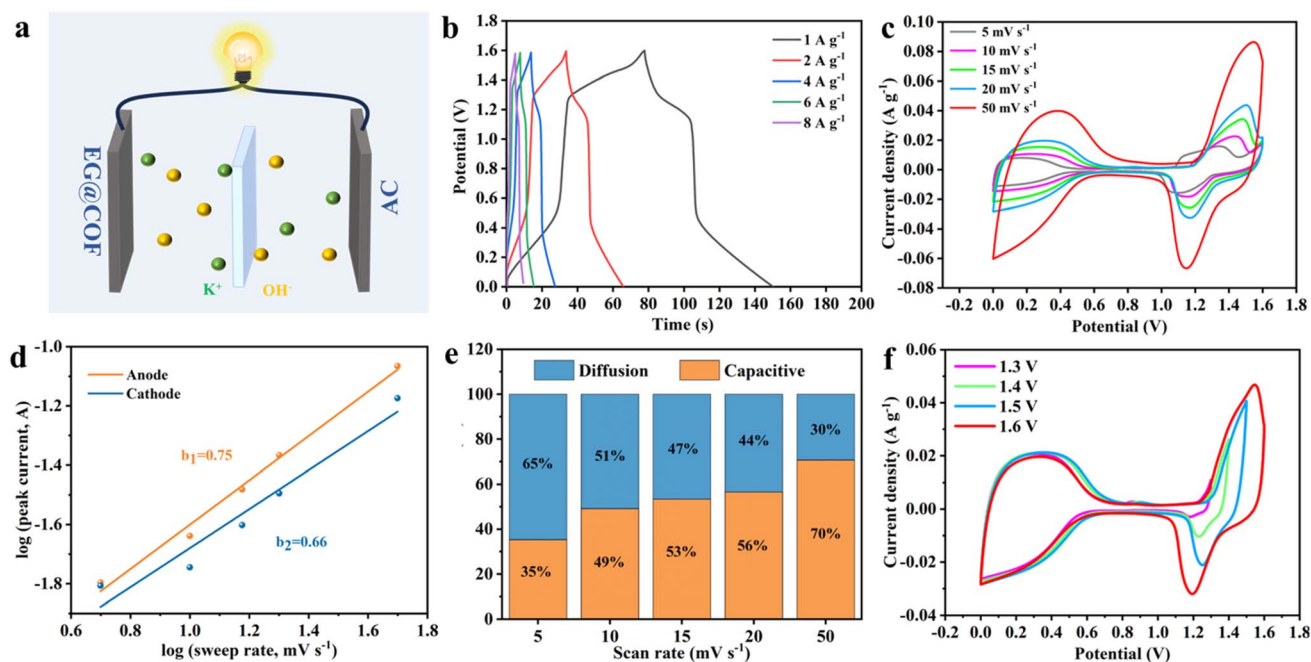 a
EG@COF
AC
K⁺
OH⁻
b
Potential (V)
1.8
1.6
1.4
1.2
1.0
0.8
0.6
0.4
0.2
0.0
1 A g⁻¹
2 A g⁻¹
4 A g⁻¹
6 A g⁻¹
8 A g⁻¹
0 20 40 60 80 100 120 140 160 180 200
Time (s)
c
Current density (A g⁻¹)
0.10
0.08
0.06
0.04
0.02
0.00
-0.02
-0.04
-0.06
-0.08
5 mV s⁻¹
10 mV s⁻¹
15 mV s⁻¹
20 mV s⁻¹
50 mV s⁻¹
-0.2 0.0 0.2 0.4 0.6 0.8 1.0 1.2 1.4 1.6 1.8
Potential (V)
d
log (peak current, A)
-1.0
-1.2
-1.4
-1.6
-1.8
Anode
Cathode
b₁=0.75
b₂=0.66
0.6 0.8 1.0 1.2 1.4 1.6 1.8
log (sweep rate, mV s⁻¹)
e
120
100
80
60
40
20
0
Diffusion
Capacitive
65% 51% 47% 44% 30%
35% 49% 53% 56% 70%
5 10 15 20 50
Scan rate (mV s⁻¹)
f
Current density (A g⁻¹)
0.06
0.04
0.02
0.00
-0.02
-0.04
1.3 V
1.4 V
1.5 V
1.6 V
0.0 0.2 0.4 0.6 0.8 1.0 1.2 1.4 1.6 1.8
Potential (V)